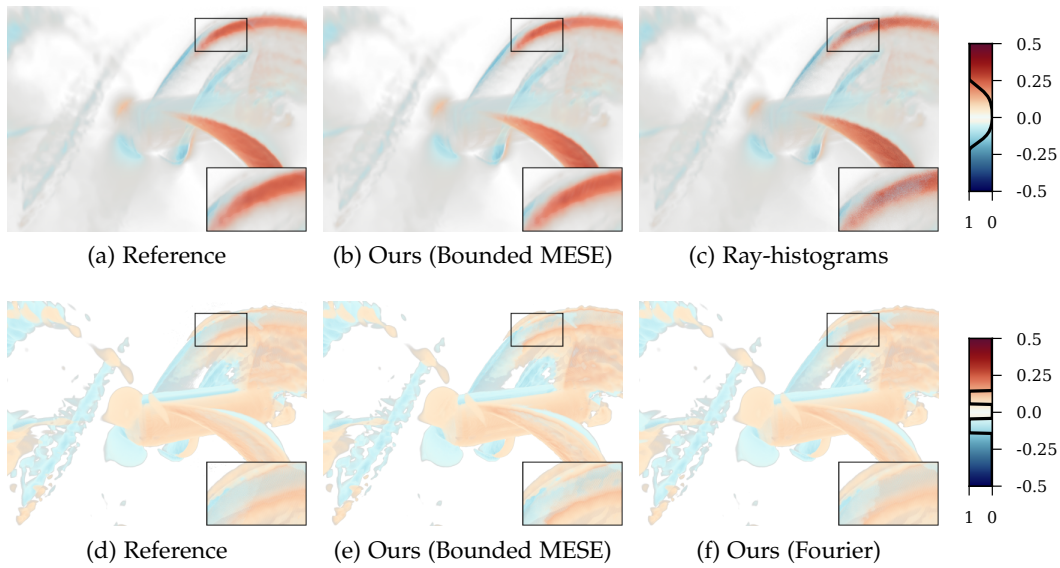 0.5
0.25
0.0
-0.25
-0.5
1 0
(a) Reference
(b) Ours (Bounded MESE)
(c) Ray-histograms
0.5
0.25
0.0
-0.25
-0.5
1 0
(d) Reference
(e) Ours (Bounded MESE)
(f) Ours (Fourier)